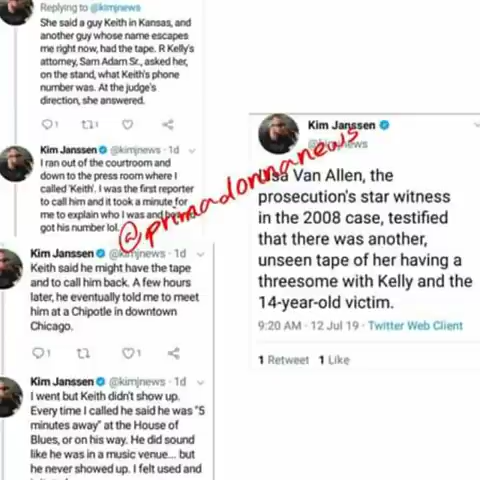 Replying to @kimjnews
She said a guy Keith in Kansas, and
another guy whose name escapes
me right now, had the tape. R Kelly's
attorney, Sam Adam Sr., asked her,
on the stand, what Keith's phone
number was. At the judge's
direction, she answered.
1
1
Kim Janssen @kimjnews · 1d
I ran out of the courtroom and
down to the press room where I
called 'Keith'. I was the first reporter
to call him and it took a minute for
me to explain who I was and
got his number lol.
Kim Janssen @kimjnews · 1d
Keith said he might have the tape
and to call him back. A few hours
later, he eventually told me to meet
him at a Chipotle in downtown
Chicago.
1
1
Kim Janssen @kimjnews · 1d
I went but Keith didn't show up.
Every time I called he said he was "5
minutes away" at the House of
Blues, or on his way. He did sound
like he was in a music venue... but
he never showed up. I felt used and
@primadonnanews
Kim Janssen
Van Allen, the
prosecution's star witness
in the 2008 case, testified
that there was another,
unseen tape of her having a
threesome with Kelly and the
14-year-old victim.
9:20 AM · 12 Jul 19 · Twitter Web Client
1 Retweet 1 Like